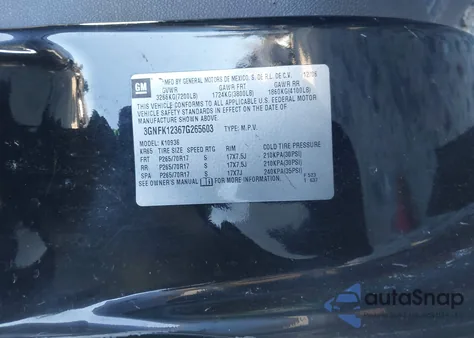 GM MFD BY GENERAL MOTORS DE MEXICO, S. DE R.L. DE C.V. 12/06
GVWR GAWR FRT GAWR RR
3266KG(7200LB) 1724KG(3800LB) 1860KG(4100LB)
THIS VEHICLE CONFORMS TO ALL APPLICABLE U.S. FEDERAL MOTOR
VEHICLE SAFETY STANDARDS IN EFFECT ON THE DATE OF
MANUFACTURE SHOWN ABOVE.
3GNFK12367G265603 TYPE: M.P.V.
MODEL: K10936
XR65 TIRE SIZE SPEED RTG RIM COLD TIRE PRESSURE
FRT P265/70R17 S 17X7.5J 210KPA(30PSI)
RR P265/70R17 S 17X7.5J 210KPA(30PSI)
SPA P265/70R17 S 17X7J 240KPA(35PSI)
SEE OWNER'S MANUAL FOR MORE INFORMATION.
autoSnap